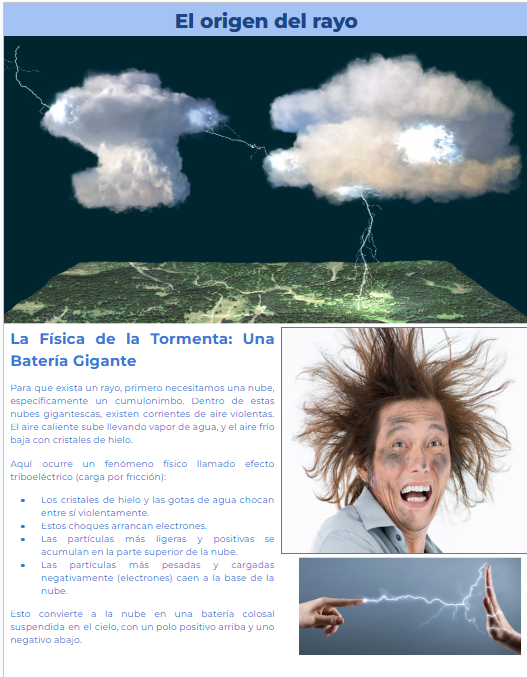 El origen del rayo
La Física de la Tormenta: Una
Batería Gigante
Para que exista un rayo, primero necesitamos una nube,
específicamente un cumulonimbo. Dentro de estas
nubes gigantescas, existen corrientes de aire violentas.
El aire caliente sube llevando vapor de agua, y el aire frío
baja con cristales de hielo.
Aquí ocurre un fenómeno físico llamado efecto
triboeléctrico (carga por fricción):
• Los cristales de hielo y las gotas de agua chocan
entre sí violentamente.
• Estos choques arrancan electrones.
• Las partículas más ligeras y positivas se
acumulan en la parte superior de la nube.
• Las partículas más pesadas y cargadas
negativamente (electrones) caen a la base de la
nube.
Esto convierte a la nube en una batería colosal
suspendida en el cielo, con un polo positivo arriba y uno
negativo abajo.